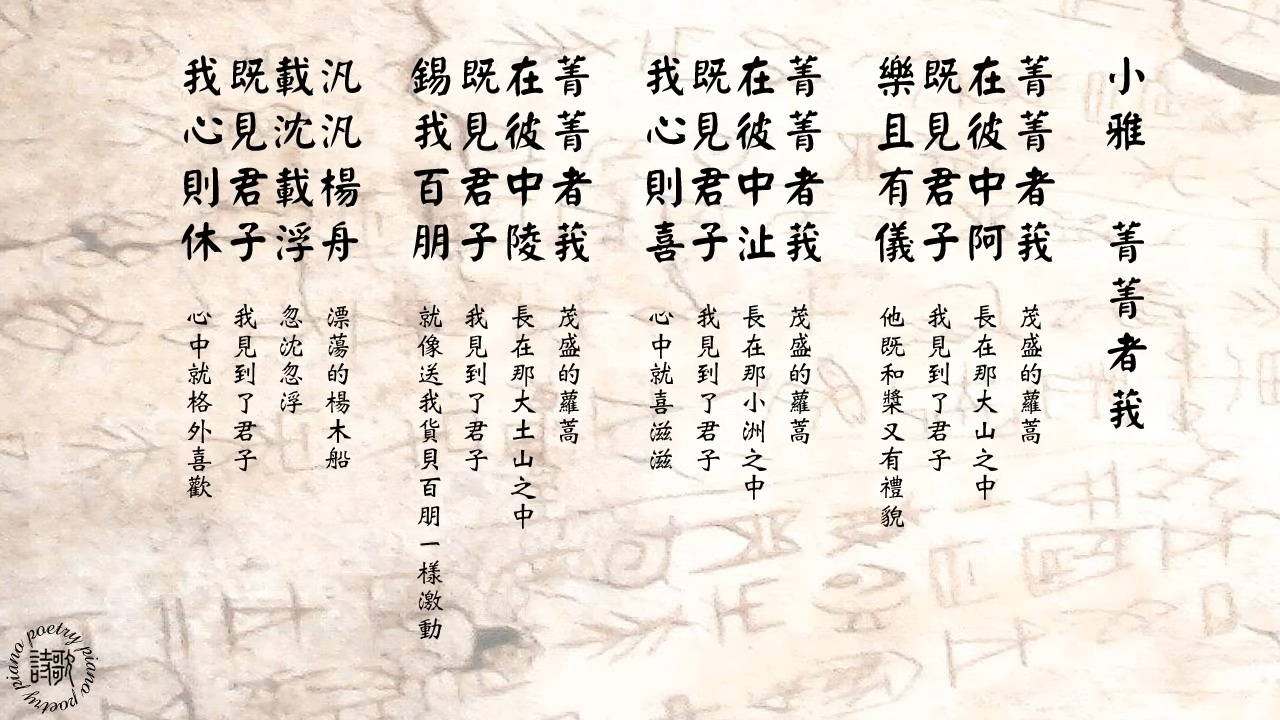 小雅 菁菁者莪
菁菁者莪
在彼中阿
既見君子
樂且有儀
茂盛的蘿蒿
長在那大山之中
我見到了君子
他既和槳又有禮貌
菁菁者莪
在彼中沚
既見君子
我心則喜
茂盛的蘿蒿
長在那小洲之中
我見到了君子
心中就喜滋滋
菁菁者莪
在彼中陵
既見君子
錫我百朋
茂盛的蘿蒿
長在那大土山之中
我見到了君子
就像送我貨貝百朋一樣激動
汎汎楊舟
載沈載浮
既見君子
我心則休
漂蕩的楊木船
忽沈忽浮
我見到了君子
心中就格外喜歡
piano poetry piano poetry
詩歌